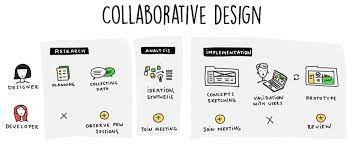 COLLABORATIVE DESIGN
RESEARCH
ANALYSIS
IMPLEMENTATION
DESIGNER
PLANNING
COLLECTING
DATA
IDEATION,
SYNTHESIS
CONCEPTS
SKETCHING
VALIDATION
WITH USERS
PROTOTYPE
DEVELOPER
OBSERVE FEW
SESSIONS
JOIN MEETING
JOIN MEETING
REVIEW